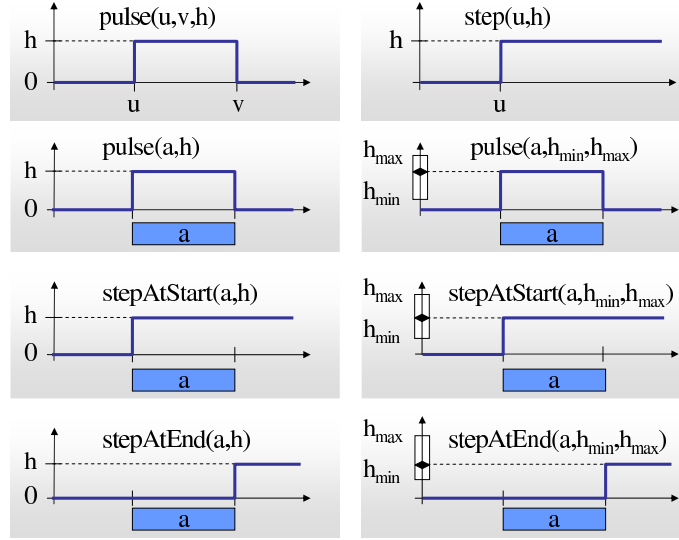 pulse(u,v,h)
h
0
u
v
step(u,h)
h
u
pulse(a,h)
h
0
a
pulse(a,hmin,hmax)
hmax
hmin
a
stepAtStart(a,h)
h
0
a
stepAtStart(a,hmin,hmax)
hmax
hmin
a
stepAtEnd(a,h)
h
0
a
stepAtEnd(a,hmin,hmax)
hmax
hmin
a